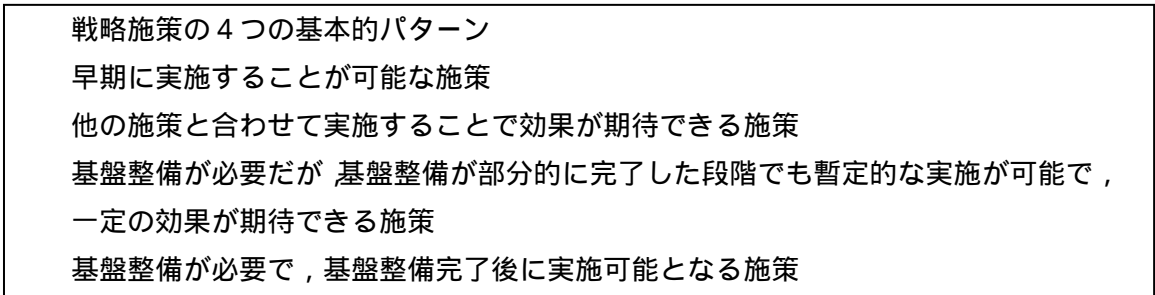 戦略施策の４つの基本的パターン
早期に実施することが可能な施策
他の施策と合わせて実施することで効果が期待できる施策
基盤整備が必要だが,基盤整備が部分的に完了した段階でも暫定的な実施が可能で，
一定の効果が期待できる施策
基盤整備が必要で，基盤整備完了後に実施可能となる施策